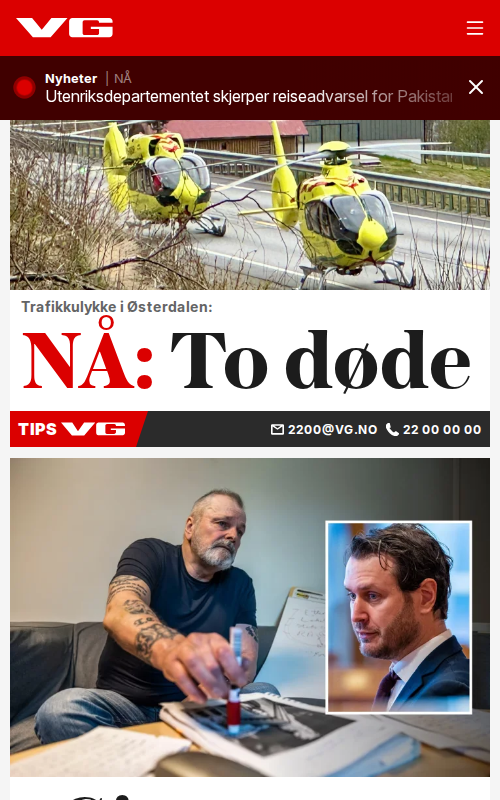 VG
Nyheter | NÅ
Utenriksdepartementet skjerper reiseadvarsel for
Trafikkulykke i Østerdalen:
NÅ: To døde
TIPS VG
2200@VG.NO 22 00 00 00